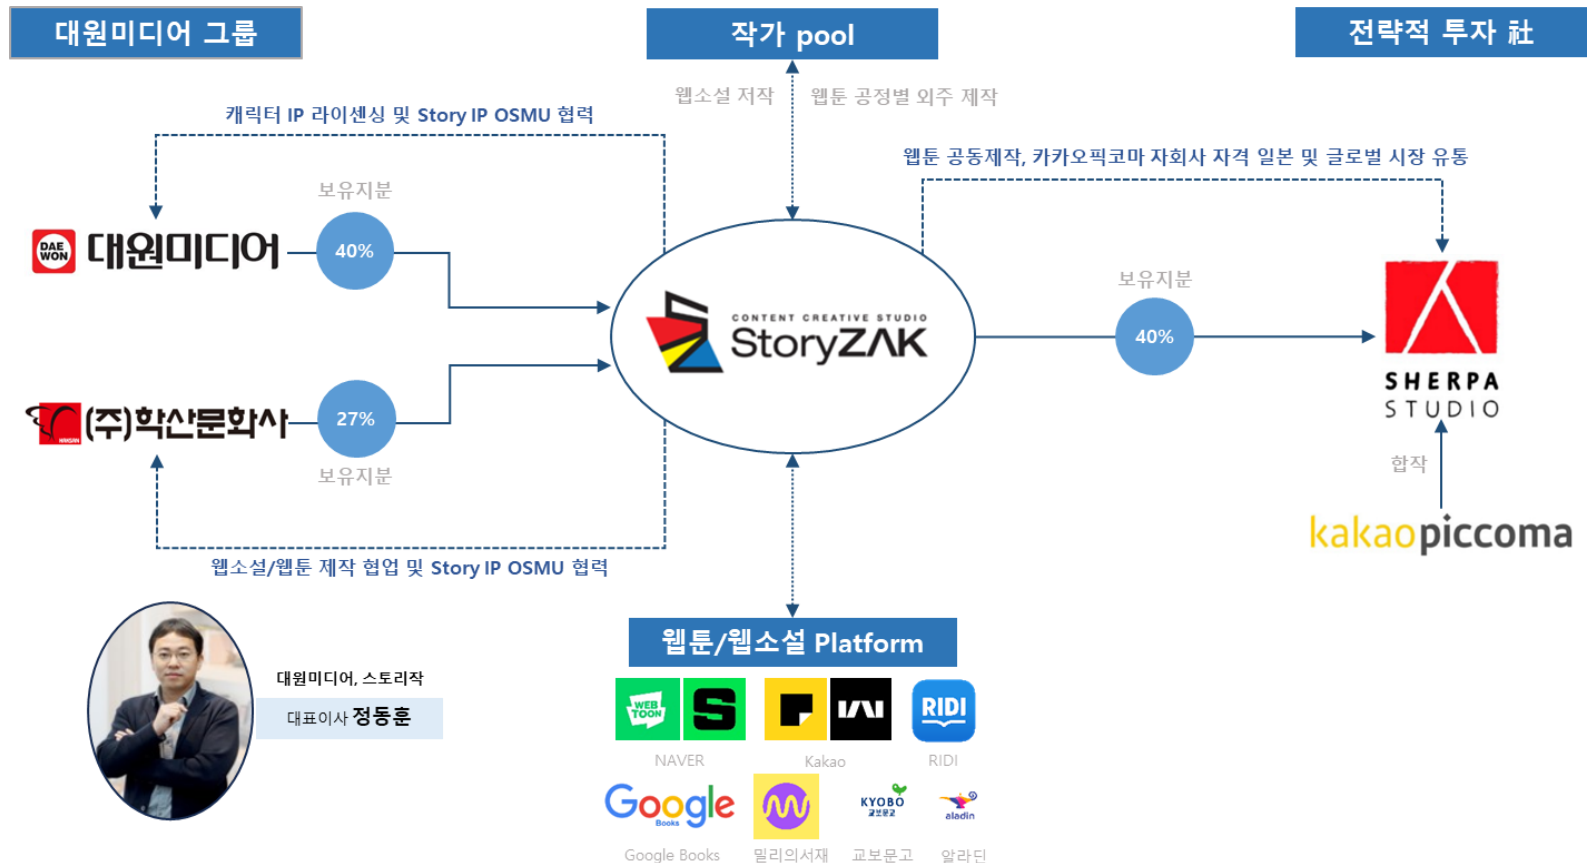 대원미디어 그룹
작가 pool
전략적 투자 社
웹소설 저작
웹툰 공정별 외주 제작
캐릭터 IP 라이센싱 및 Story IP OSMU 협력
웹툰 공동제작, 카카오픽코마 자회사 자격 일본 및 글로벌 시장 유통
보유지분
DAE
WON
대원미디어
40%
보유지분
CONTENT CREATIVE STUDIO
StoryZAK
40%
SHERPA
STUDIO
HAKSAN
(주)학산문화사
27%
보유지분
합작
kakaopiccoma
웹소설/웹툰 제작 협업 및 Story IP OSMU 협력
대원미디어, 스토리작
대표이사 정동훈
웹툰/웹소설 Platform
WEB
TOON
S
RIDI
NAVER
Kakao
RIDI
Google
Books
KYOBO
교보문고
aladin
Google Books
밀리의서재
교보문고
알라딘